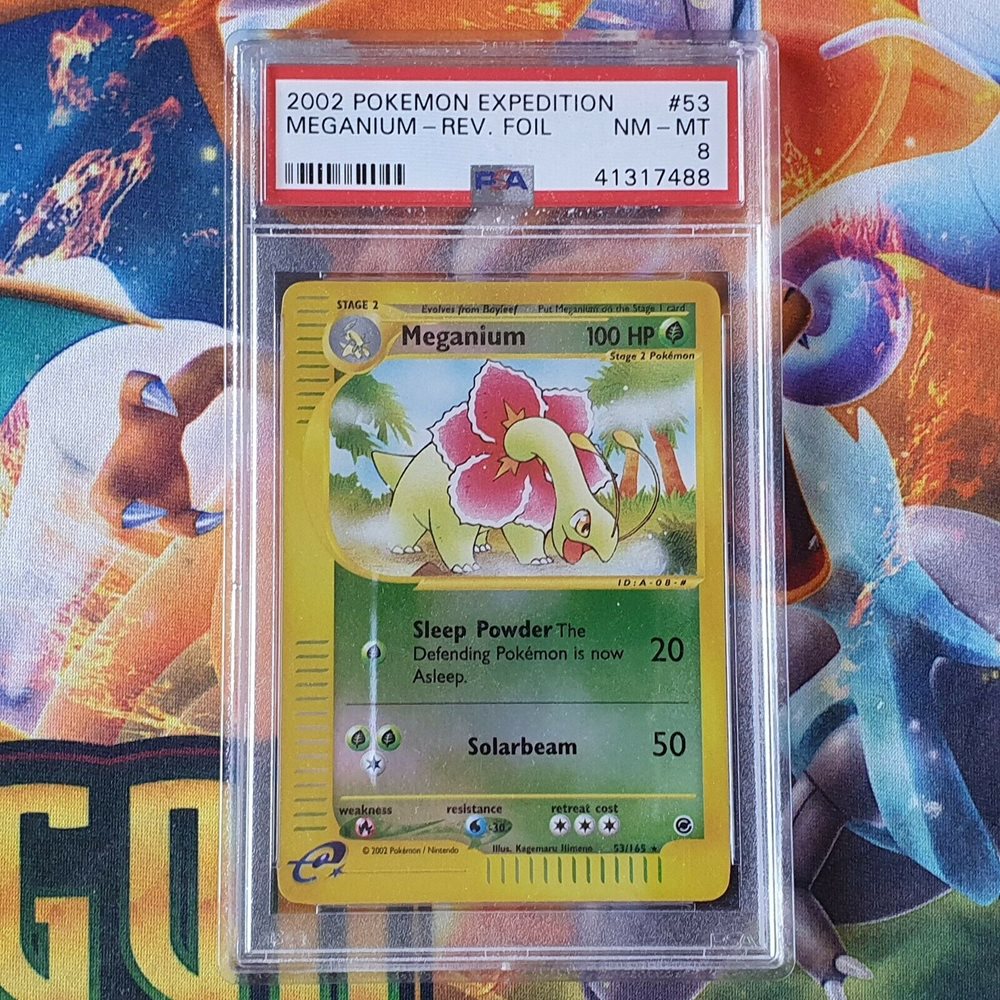 2002 POKEMON EXPEDITION #53
MEGANIUM - REV. FOIL NM - MT
8
PSA 41317488
STAGE 2 Evolves from Bayleef Put Meganium on the Stage 1 card
Meganium 100 HP
Stage 2 Pokémon
ID:A-08-#
Sleep Powder The
Defending Pokémon is now
Asleep.
20
Solarbeam 50
weakness resistance retreat cost
-30
© 2002 Pokémon / Nintendo Illus. Kagemaru Himeno 53/165 ★
e
GO